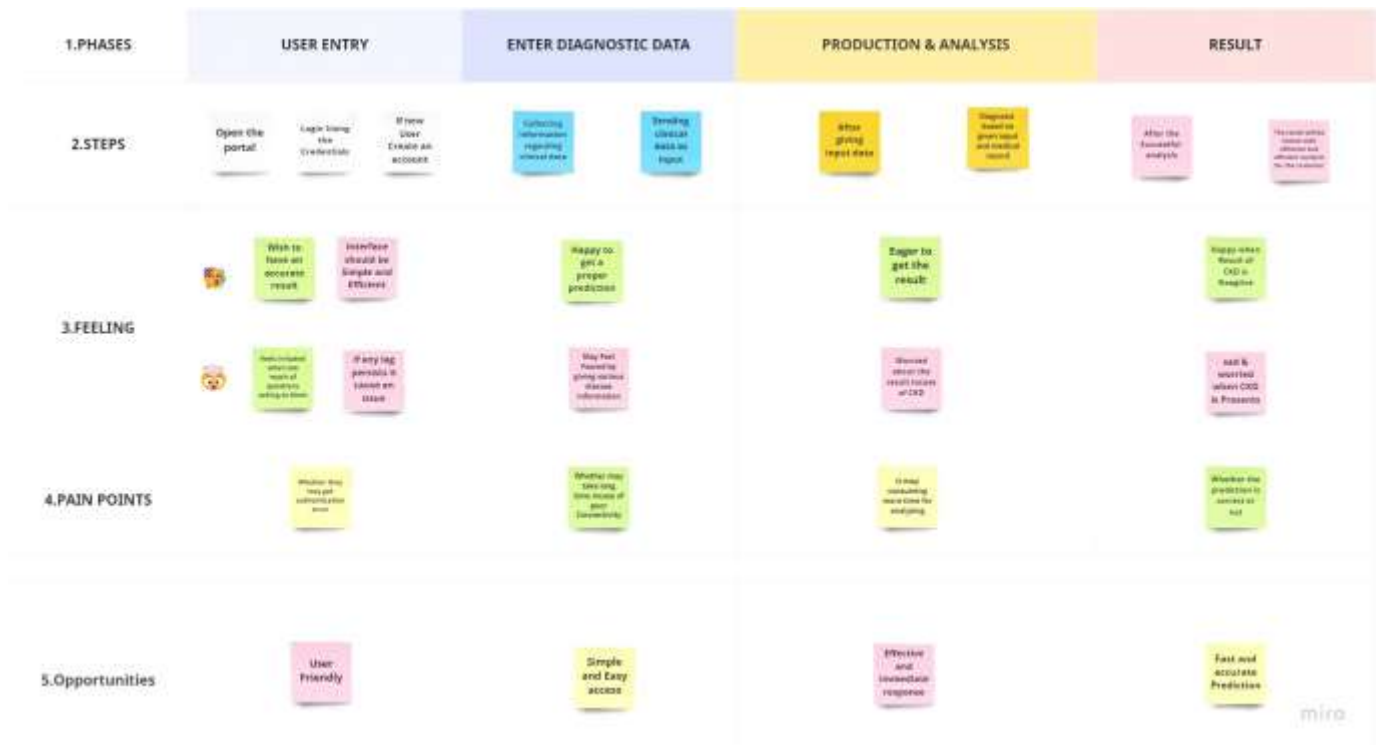 1.PHASES
USER ENTRY
ENTER DIAGNOSTIC DATA
PRODUCTION & ANALYSIS
RESULT
2.STEPS
Open the
portal
Login Using
the
Credentials
If new
User
Create an
account
Collecting
information
regarding
clinical data
Sending
clinical
data as
Input
After
giving
input data
Diagnosis
based on
given input
and medical
record
After the
Successful
analysis
3.FEELING
Wish to
have an
accurate
result
Interface
should be
Simple and
Efficient
Happy to
get a
proper
prediction
Eager to
get the
result
Happy when
Result of
CKD is
Negative
If any lag
persists it
cause an
issue
May Feel
giving various
disease
information
Worried
about the
result
of CKD
sad &
worried
when CKD
is Presents
4.PAIN POINTS
Whether they
may get
authentication
error
Whether may
take long
time
poor
Connectivity
It may
consuming
more time for
analyzing
Whether the
prediction is
correct or
not
5.Opportunities
User
Friendly
Simple
and Easy
access
Effective
and
immediate
response
Fast and
accurate
Prediction
miro